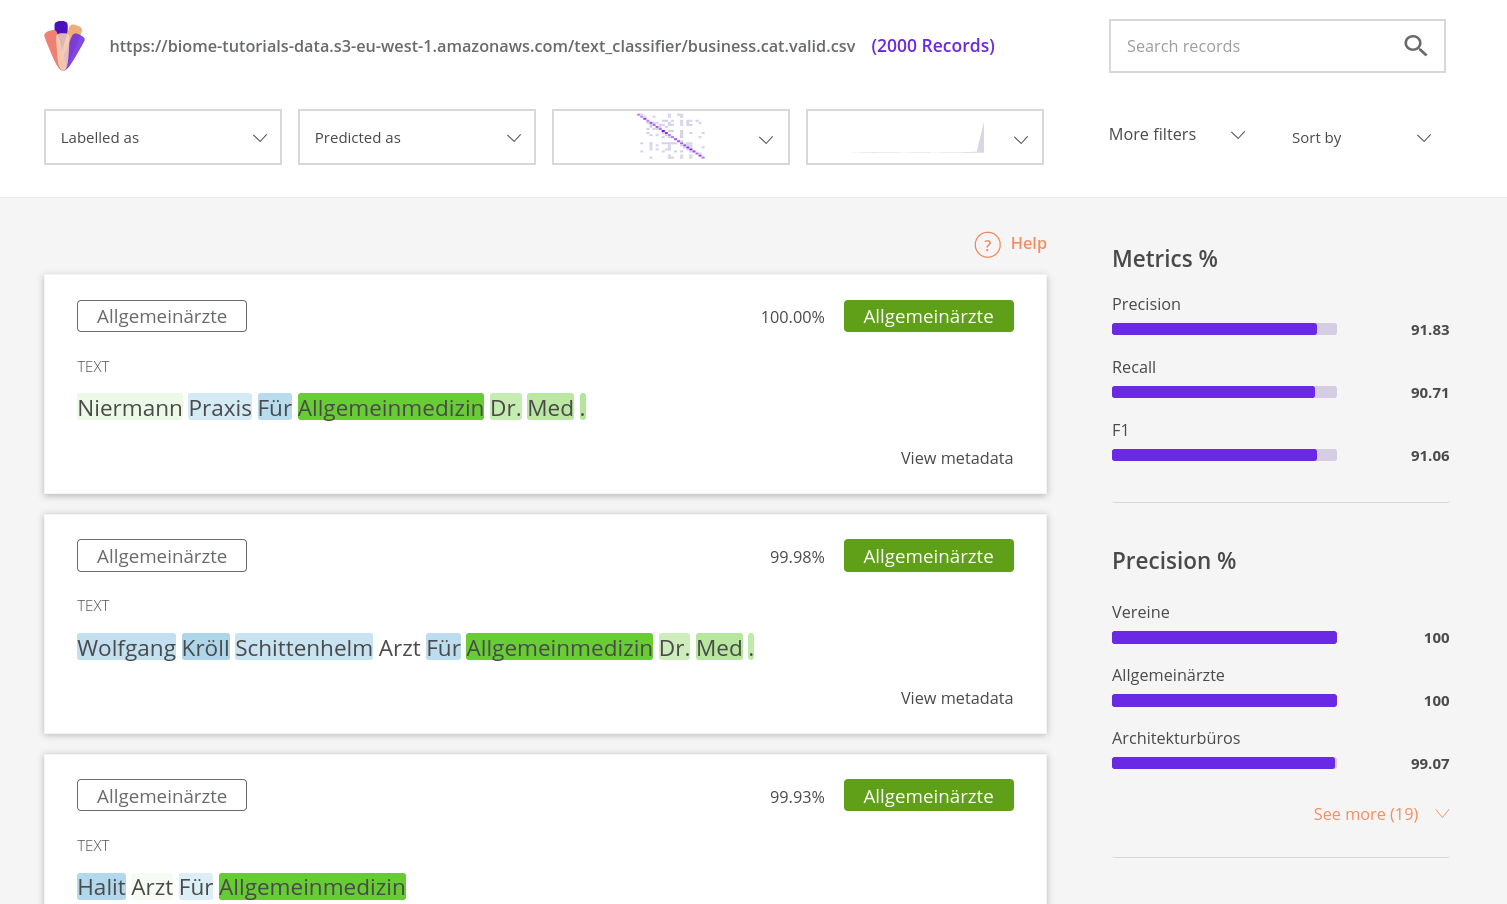 https://biome-tutorials-data.s3-eu-west-1.amazonaws.com/text_classifier/business.cat.valid.csv (2000 Records)
Search records
Labelled as
Predicted as
More filters
Sort by
? Help
Allgemeinärzte
100.00% Allgemeinärzte
TEXT
Niermann Praxis Für Allgemeinmedizin Dr. Med .
View metadata
Allgemeinärzte
99.98% Allgemeinärzte
TEXT
Wolfgang Kröll Schittenhelm Arzt Für Allgemeinmedizin Dr. Med .
View metadata
Allgemeinärzte
99.93% Allgemeinärzte
TEXT
Halit Arzt Für Allgemeinmedizin
Metrics %
Precision
91.83
Recall
90.71
F1
91.06
Precision %
Vereine
100
Allgemeinärzte
100
Architekturbüros
99.07
See more (19)